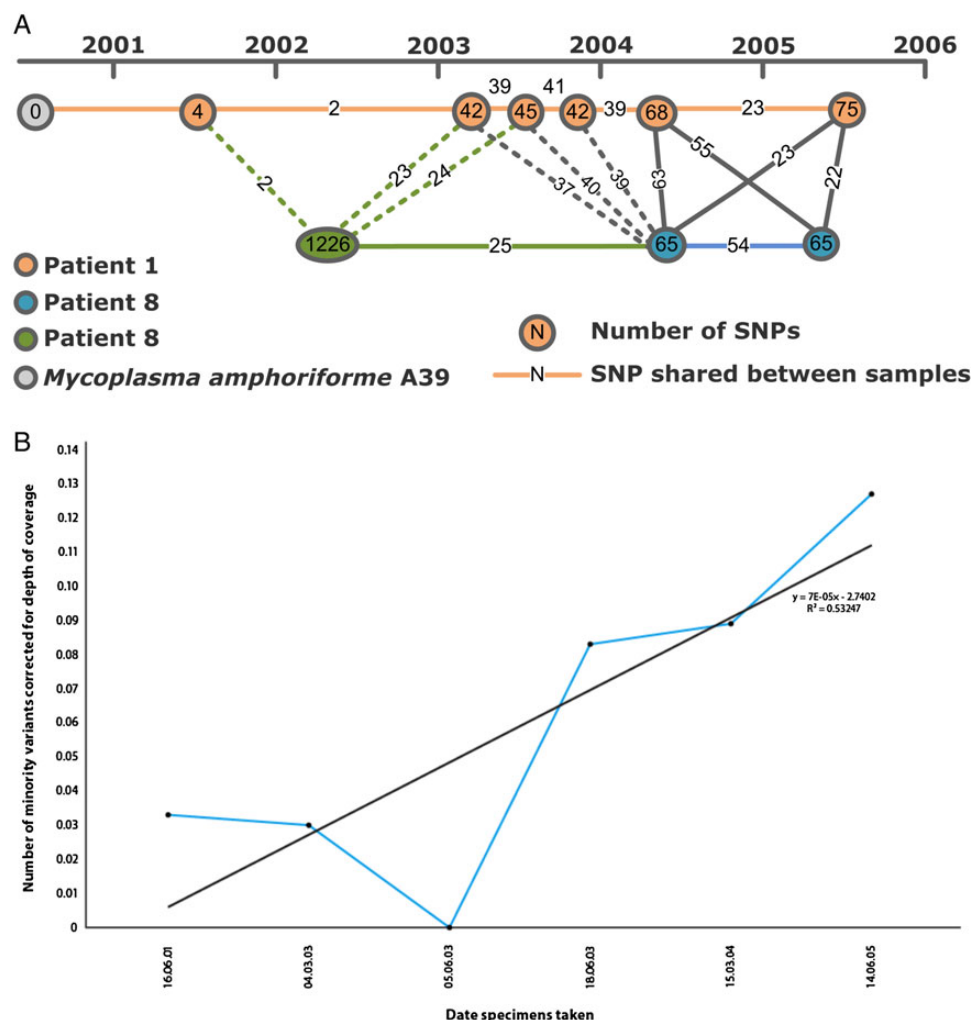 A
2001 2002 2003 2004 2005 2006
39 41
0 4 2 42 45 42 39 68 23 75
2 23 24 37 40 39 63 55 23 22
1226 25 65 54 65
Patient 1
Patient 8
Patient 8
Mycoplasma amphoriforme A39
N Number of SNPs
N SNP shared between samples
B
Number of minority variants corrected for depth of coverage
0.14
0.13
0.12
0.11
0.10
0.09
0.08
0.07
0.06
0.05
0.04
0.03
0.02
0.01
0
y = 7E-05x - 2.7402
R² = 0.53247
16.06.01
04.03.03
05.06.03
18.06.03
15.03.04
14.06.05
Date specimens taken